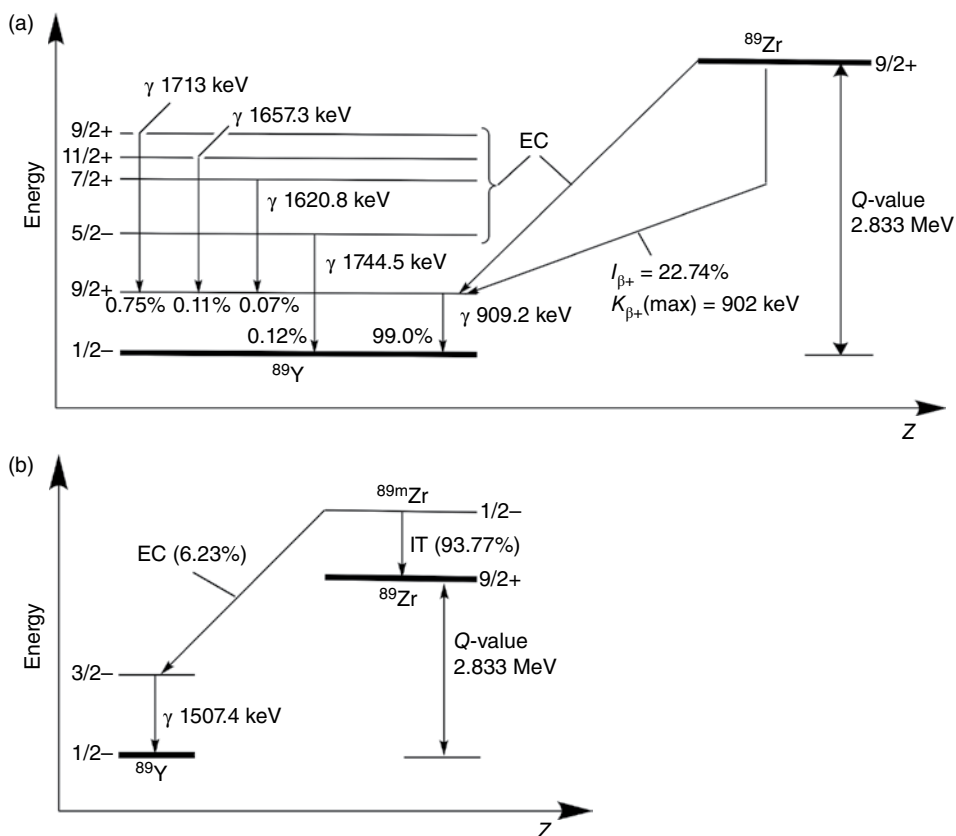 (a)
Energy
⁸⁹Zr
9/2+
γ 1713 keV
γ 1657.3 keV
9/2+
11/2+
7/2+
EC
γ 1620.8 keV
Q-value
2.833 MeV
5/2–
γ 1744.5 keV
I_β+ = 22.74%
K_β+(max) = 902 keV
9/2+
0.75%
0.11%
0.07%
γ 909.2 keV
0.12%
99.0%
1/2–
⁸⁹Y
Z
(b)
Energy
⁸⁹ᵐZr
1/2–
EC (6.23%)
IT (93.77%)
9/2+
⁸⁹Zr
Q-value
2.833 MeV
3/2–
γ 1507.4 keV
1/2–
⁸⁹Y
Z